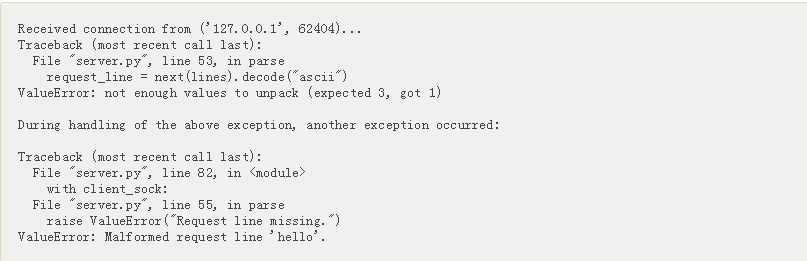 Received connection from ('127.0.0.1', 62404)...
Traceback (most recent call last):
  File "server.py", line 53, in parse
    request_line = next(lines).decode("ascii")
ValueError: not enough values to unpack (expected 3, got 1)

During handling of the above exception, another exception occurred:

Traceback (most recent call last):
  File "server.py", line 82, in <module>
    with client_sock:
  File "server.py", line 55, in parse
    raise ValueError("Request line missing.")
ValueError: Malformed request line 'hello'.